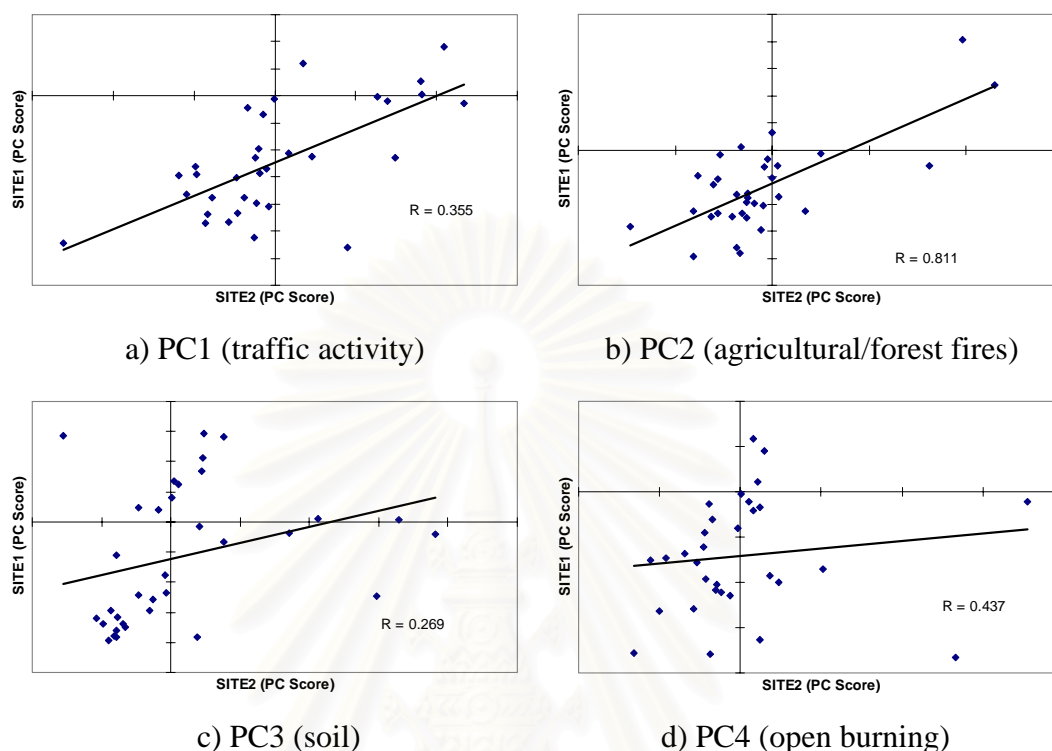 SITE1 (PC Score)
R = 0.355
SITE2 (PC Score)
a) PC1 (traffic activity)
SITE1 (PC Score)
R = 0.811
SITE2 (PC Score)
b) PC2 (agricultural/forest fires)
SITE1 (PC Score)
R = 0.269
SITE2 (PC Score)
c) PC3 (soil)
SITE1 (PC Score)
R = 0.437
SITE2 (PC Score)
d) PC4 (open burning)